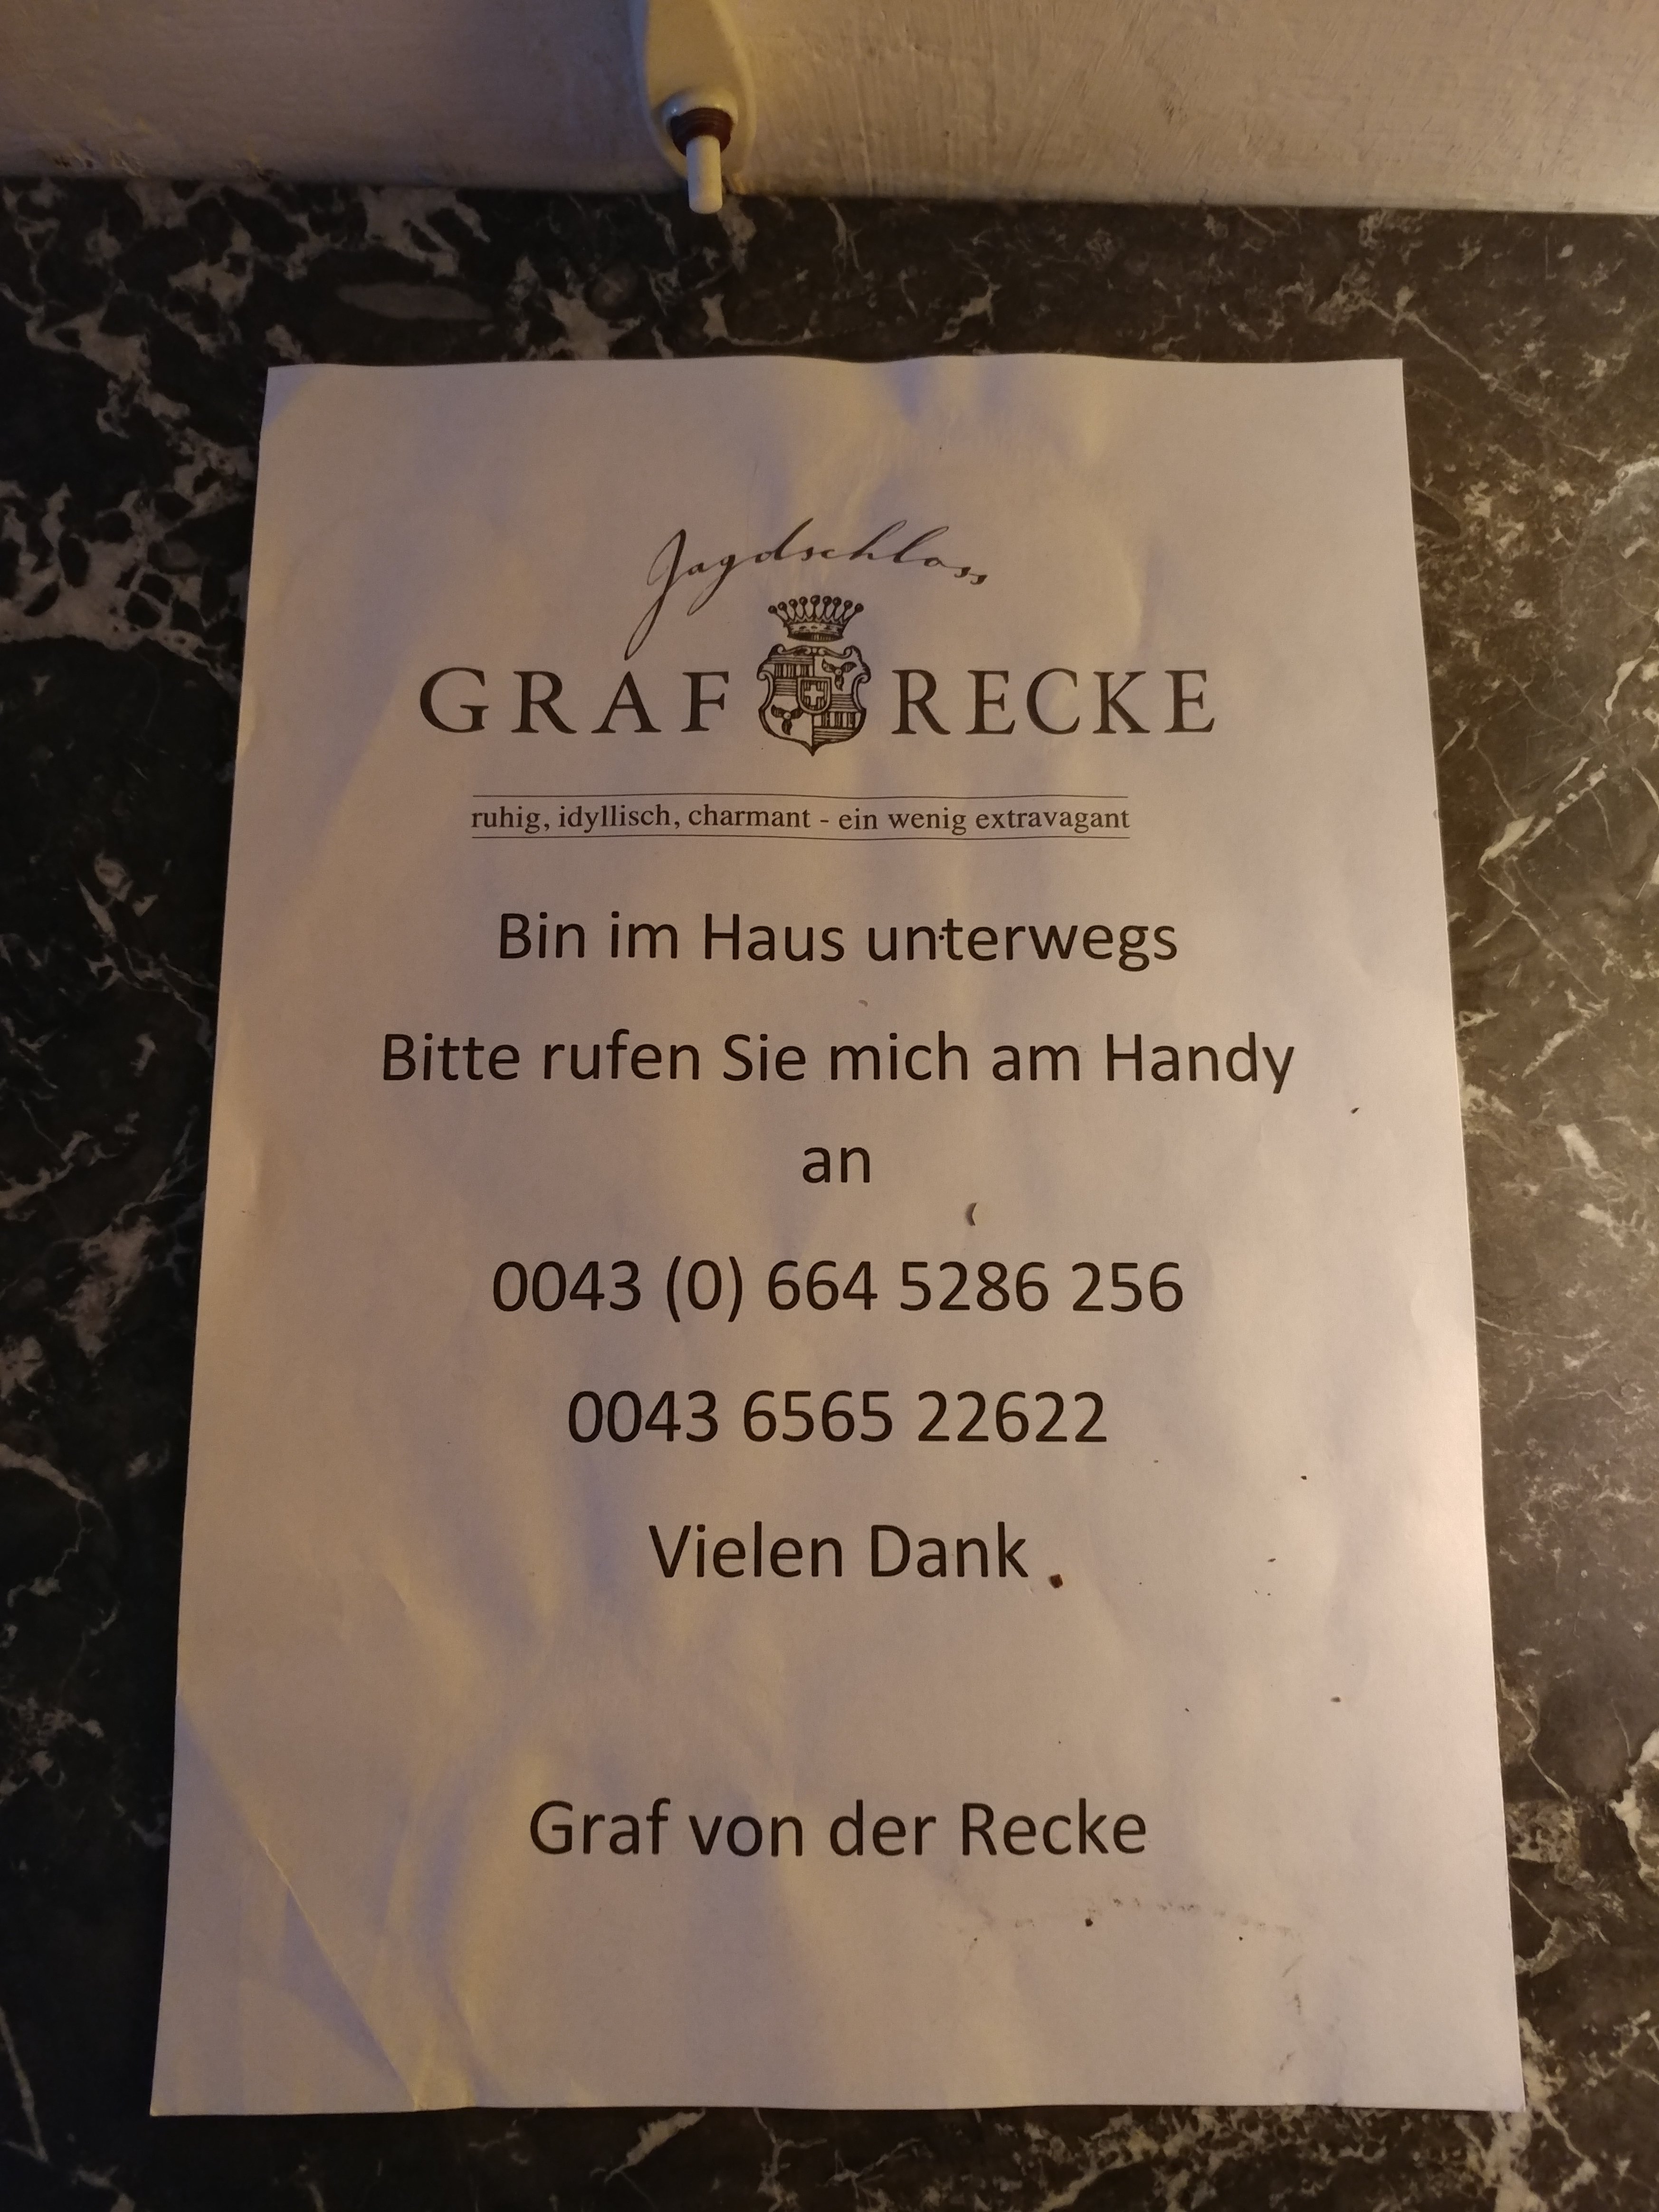 Jagdschloss
GRAF RECKE
ruhig, idyllisch, charmant - ein wenig extravagant
Bin im Haus unterwegs
Bitte rufen Sie mich am Handy
an
0043 (0) 664 5286 256
0043 6565 22622
Vielen Dank
Graf von der Recke